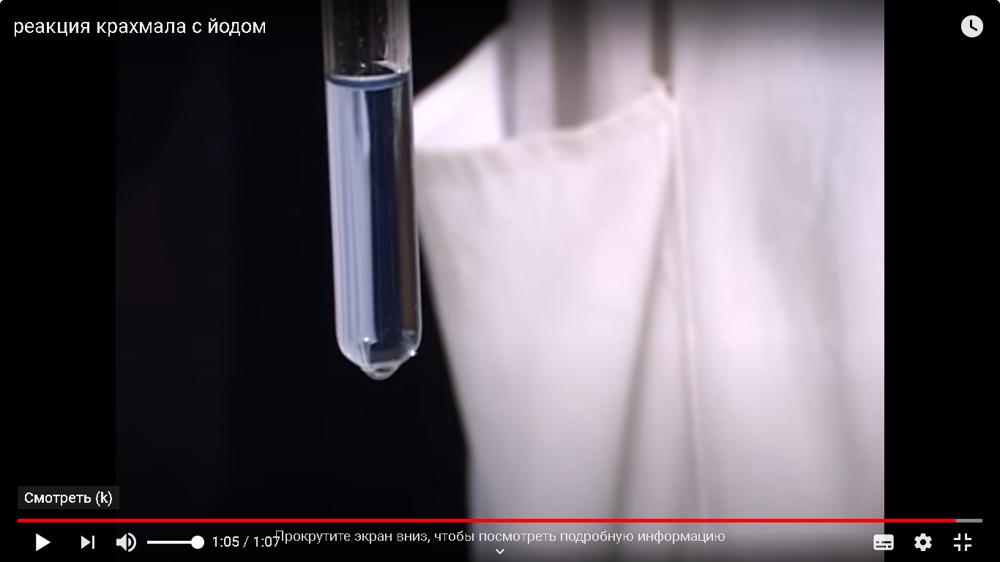 реакция крахмала с йодом
Смотреть (k)
1:05 / 1:07
Прокрутите экран вниз, чтобы посмотреть подробную информацию